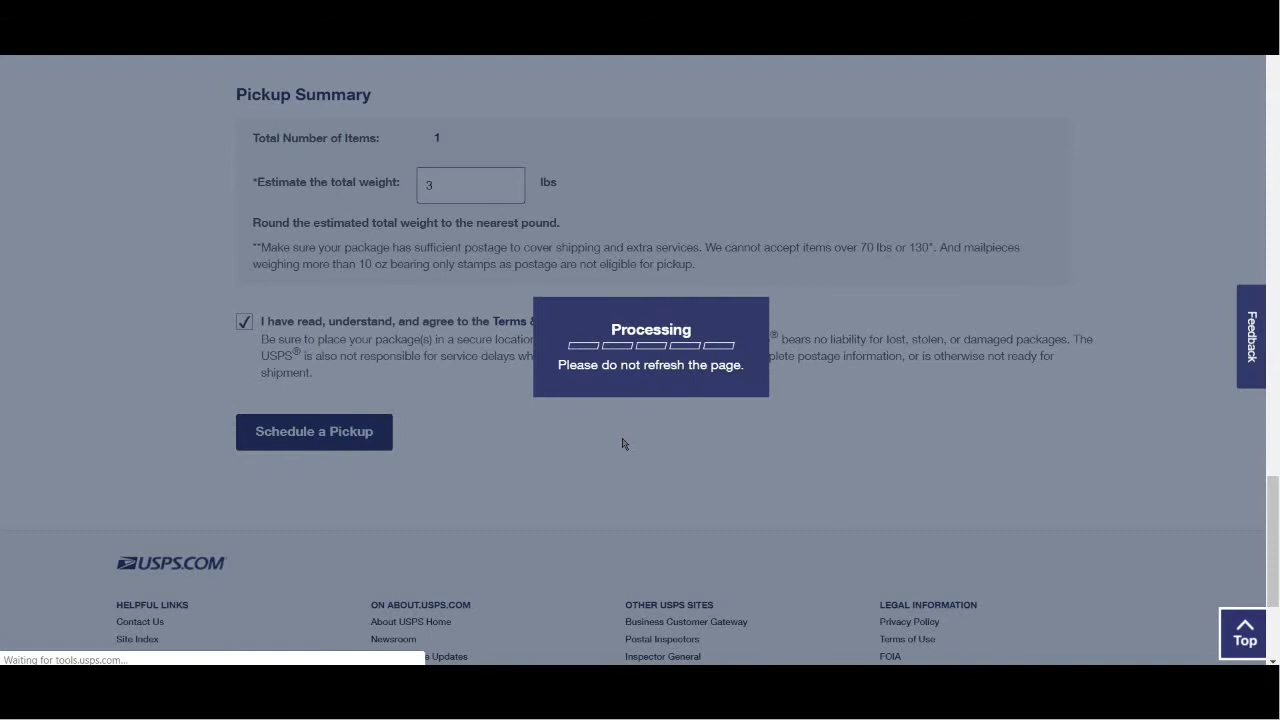 Pickup Summary
Total Number of Items: 1
*Estimate the total weight: 3 lbs
Round the estimated total weight to the nearest pound.
**Make sure your package has sufficient postage to cover shipping and extra services. We cannot accept items over 70 lbs or 130". And mailpieces
weighing more than 10 oz bearing only stamps as postage are not eligible for pickup.
I have read, understand, and agree to the Terms &
Be sure to place your package(s) in a secure location ® bears no liability for lost, stolen, or damaged packages. The
USPS® is also not responsible for service delays plete postage information, or is otherwise not ready for
shipment.
Processing
Please do not refresh the page.
Schedule a Pickup
Feedback
USPS.COM
HELPFUL LINKS
Contact Us
Site Index
ON ABOUT.USPS.COM
About USPS Home
Newsroom
e Updates
OTHER USPS SITES
Business Customer Gateway
Postal Inspectors
Inspector General
LEGAL INFORMATION
Privacy Policy
Terms of Use
FOIA
Top
Waiting for tools.usps.com...